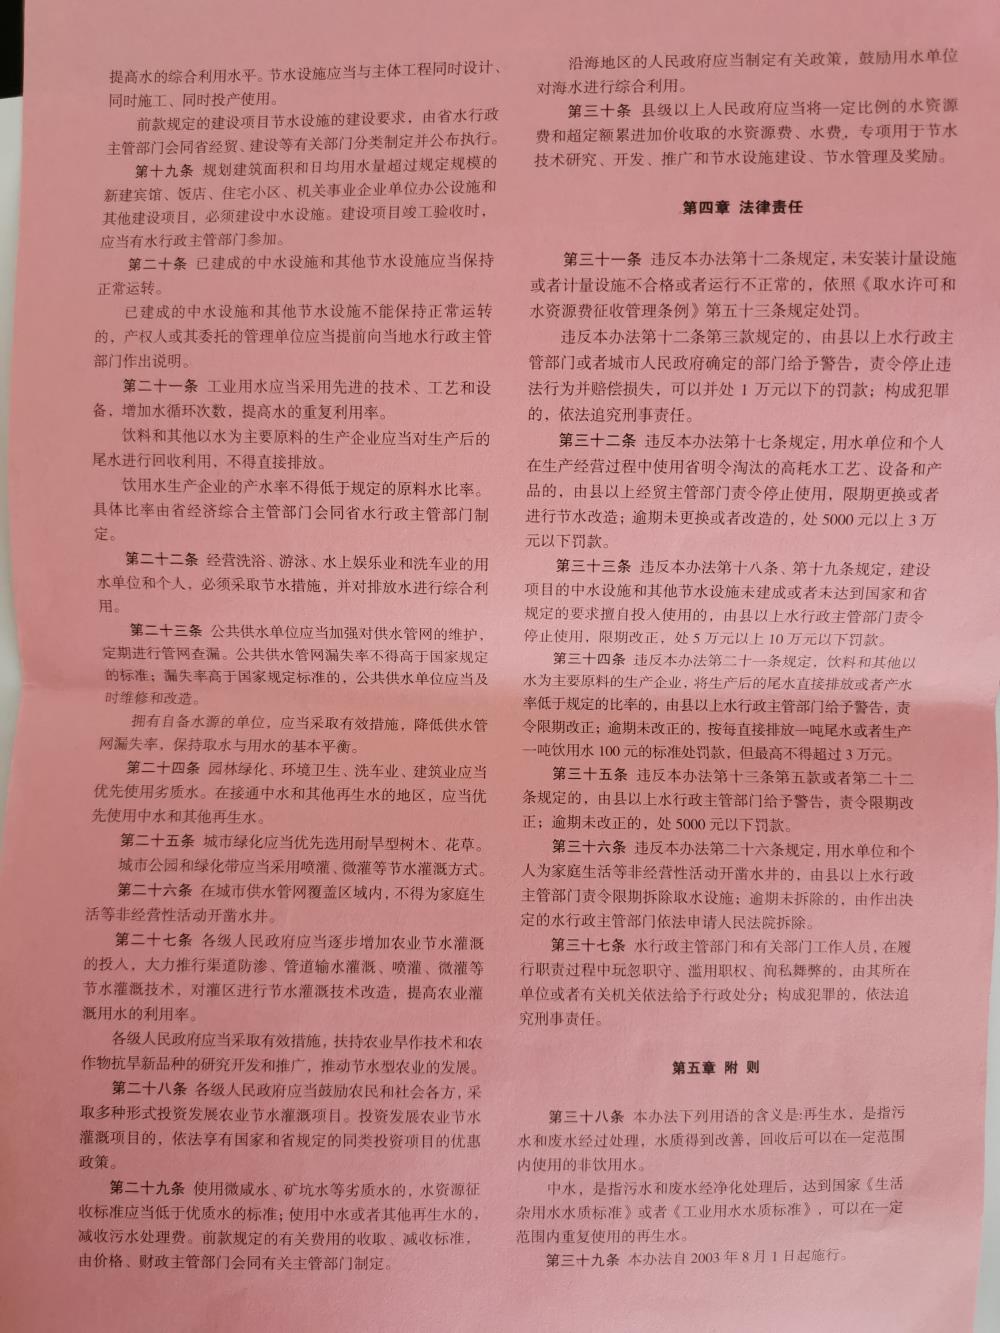 提高水的综合利用水平。节水设施应当与主体工程同时设计、
同时施工、同时投产使用。
前款规定的建设项目节水设施的建设要求，由省水行政
主管部门会同省经贸、建设等有关部门分类制定并公布执行。
第十九条 规划建筑面积和日均用水量超过规定规模的
新建宾馆、饭店、住宅小区、机关事业企业单位办公设施和
其他建设项目，必须建设中水设施。建设项目竣工验收时，
应当有水行政主管部门参加。
第二十条 已建成的中水设施和其他节水设施应当保持
正常运转。
已建成的中水设施和其他节水设施不能保持正常运转
的，产权人或其委托的管理单位应当提前向当地水行政主管
部门作出说明。
第二十一条 工业用水应当采用先进的技术、工艺和设
备，增加水循环次数，提高水的重复利用率。
饮料和其他以水为主要原料的生产企业应当对生产后的
尾水进行回收利用，不得直接排放。
饮用水生产企业的产水率不得低于规定的原料水比率。
具体比率由省经济综合主管部门会同省水行政主管部门制
定。
第二十二条 经营洗浴、游泳、水上娱乐业和洗车业的用
水单位和个人，必须采取节水措施，并对排放水进行综合利
用。
第二十三条 公共供水单位应当加强对供水管网的维护，
定期进行管网查漏。公共供水管网漏失率不得高于国家规定
的标准；漏失率高于国家规定标准的，公共供水单位应当及
时维修和改造。
拥有自备水源的单位，应当采取有效措施，降低供水管
网漏失率，保持取水与用水的基本平衡。
第二十四条 园林绿化、环境卫生、洗车业、建筑业应当
优先使用劣质水。在接通中水和其他再生水的地区，应当优
先使用中水和其他再生水。
第二十五条 城市绿化应当优先选用耐旱型树木、花草。
城市公园和绿化带应当采用喷灌、微灌等节水灌溉方式。
第二十六条 在城市供水管网覆盖区域内，不得为家庭生
活等非经营性活动开凿水井。
第二十七条 各级人民政府应当逐步增加农业节水灌溉
的投入，大力推行渠道防渗、管道输水灌溉、喷灌、微灌等
节水灌溉技术，对灌区进行节水灌溉技术改造，提高农业灌
溉用水的利用率。
各级人民政府应当采取有效措施，扶持农业旱作技术和农
作物抗旱新品种的研究开发和推广，推动节水型农业的发展。
第二十八条 各级人民政府应当鼓励农民和社会各方，采
取多种形式投资发展农业节水灌溉项目。投资发展农业节水
灌溉项目的，依法享有国家和省规定的同类投资项目的优惠
政策。
第二十九条 使用微咸水、矿坑水等劣质水的，水资源征
收标准应当低于优质水的标准；使用中水或者其他再生水的，
减收污水处理费。前款规定的有关费用的收取、减收标准，
由价格、财政主管部门会同有关主管部门制定。
沿海地区的人民政府应当制定有关政策，鼓励用水单位
对海水进行综合利用。
第三十条 县级以上人民政府应当将一定比例的水资源
费和超定额累进加价收取的水资源费、水费，专项用于节水
技术研究、开发、推广和节水设施建设、节水管理及奖励。
第四章 法律责任
第三十一条 违反本办法第十二条规定，未安装计量设施
或者计量设施不合格或者运行不正常的，依照《取水许可和
水资源费征收管理条例》第五十三条规定处罚。
违反本办法第十二条第三款规定的，由县以上水行政主
管部门或者城市人民政府确定的部门给予警告，责令停止违
法行为并赔偿损失，可以并处 1 万元以下的罚款；构成犯罪
的，依法追究刑事责任。
第三十二条 违反本办法第十七条规定，用水单位和个人
在生产经营过程中使用省明令淘汰的高耗水工艺、设备和产
品的，由县以上经贸主管部门责令停止使用，限期更换或者
进行节水改造；逾期未更换或者改造的，处 5000 元以上 3 万
元以下罚款。
第三十三条 违反本办法第十八条、第十九条规定，建设
项目的中水设施和其他节水设施未建成或者未达到国家和省
规定的要求擅自投入使用的，由县以上水行政主管部门责令
停止使用，限期改正，处 5 万元以上 10 万元以下罚款。
第三十四条 违反本办法第二十一条规定，饮料和其他以
水为主要原料的生产企业，将生产后的尾水直接排放或者产水
率低于规定的比率的，由县以上水行政主管部门给予警告，责
令限期改正；逾期未改正的，按每直接排放一吨尾水或者生产
一吨饮用水 100 元的标准处罚款，但最高不得超过 3 万元。
第三十五条 违反本办法第十三条第五款或者第二十二
条规定的，由县以上水行政主管部门给予警告，责令限期改
正；逾期未改正的，处 5000 元以下罚款。
第三十六条 违反本办法第二十六条规定，用水单位和个
人为家庭生活等非经营性活动开凿水井的，由县以上水行政
主管部门责令限期拆除取水设施；逾期未拆除的，由作出决
定的水行政主管部门依法申请人民法院拆除。
第三十七条 水行政主管部门和有关部门工作人员，在履
行职责过程中玩忽职守、滥用职权、徇私舞弊的，由其所在
单位或者有关机关依法给予行政处分；构成犯罪的，依法追
究刑事责任。
第五章 附 则
第三十八条 本办法下列用语的含义是:再生水，是指污
水和废水经过处理，水质得到改善，回收后可以在一定范围
内使用的非饮用水。
中水，是指污水和废水经净化处理后，达到国家《生活
杂用水水质标准》或者《工业用水水质标准》，可以在一定
范围内重复使用的再生水。
第三十九条 本办法自 2003 年 8 月 1 日起施行。